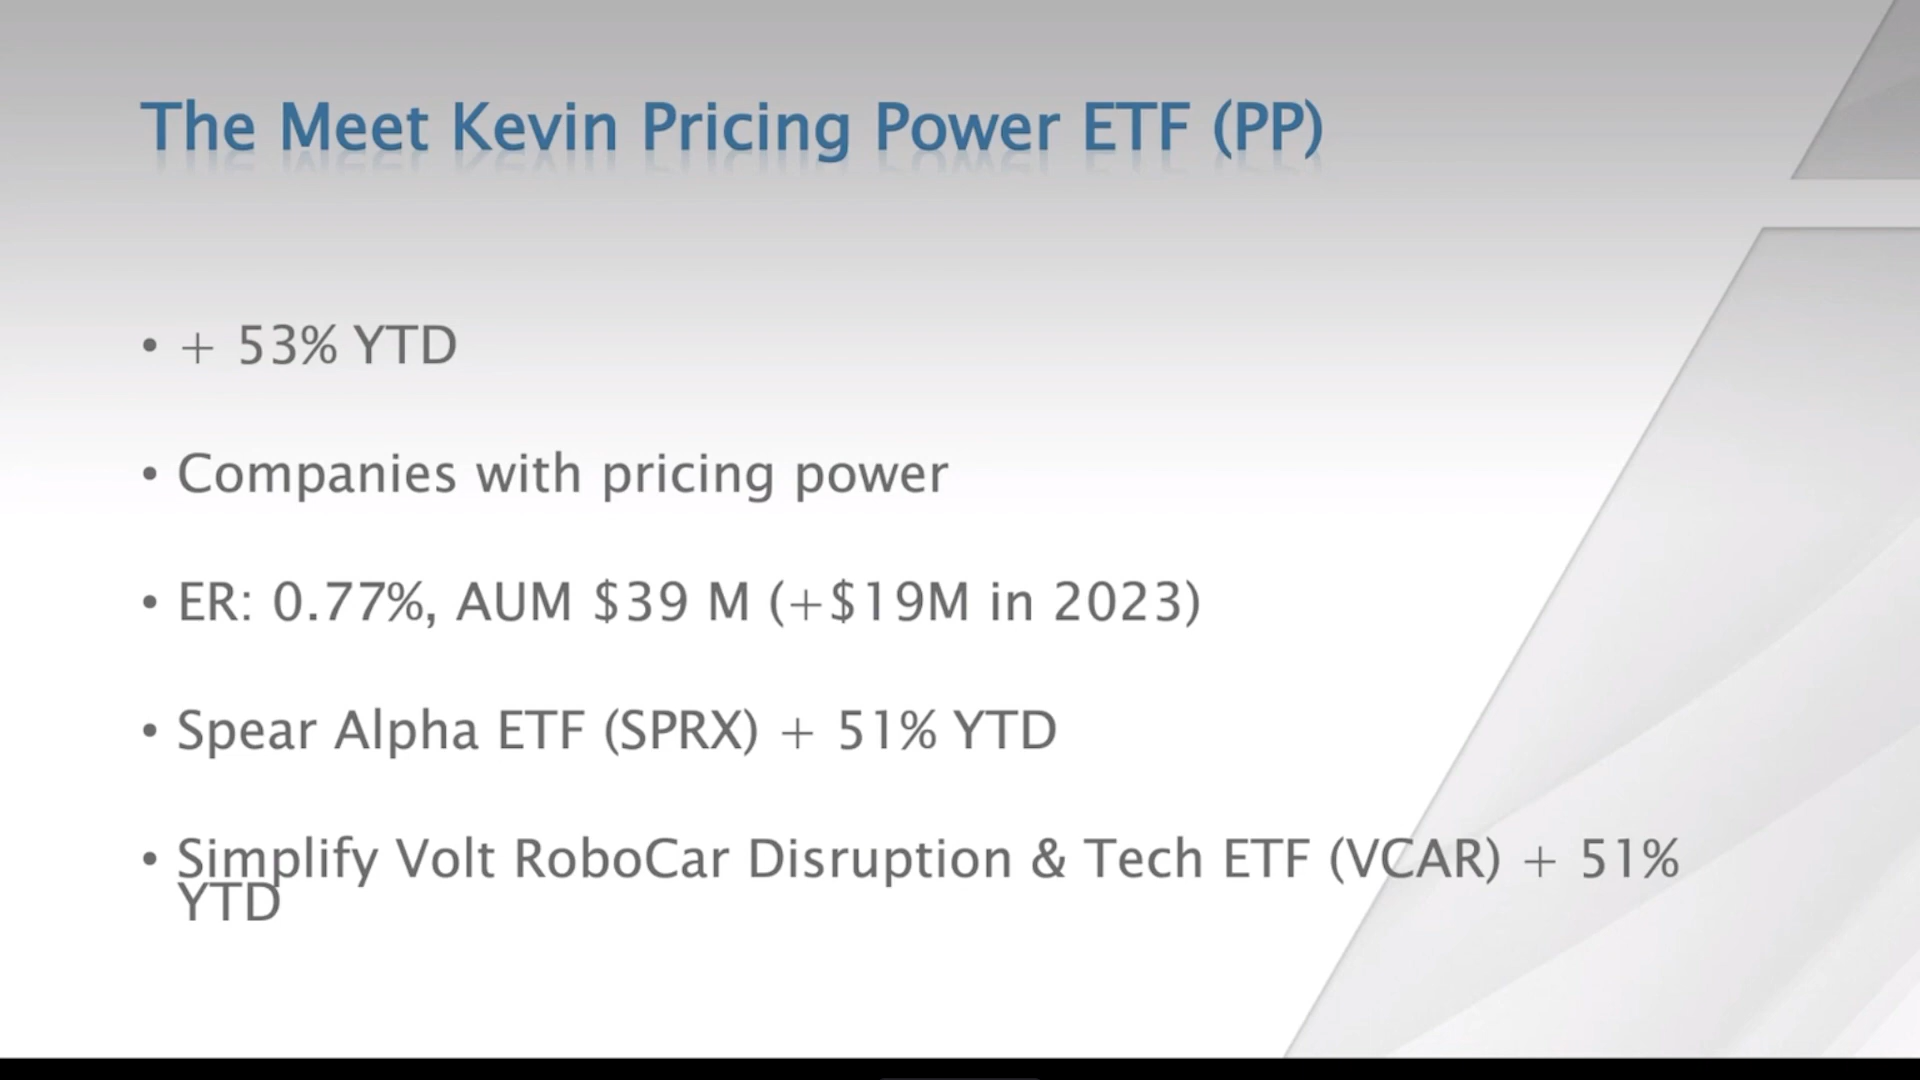 The Meet Kevin Pricing Power ETF (PP)
• + 53% YTD
• Companies with pricing power
• ER: 0.77%, AUM $39 M (+$19M in 2023)
• Spear Alpha ETF (SPRX) + 51% YTD
• Simplify Volt RoboCar Disruption & Tech ETF (VCAR) + 51%
YTD